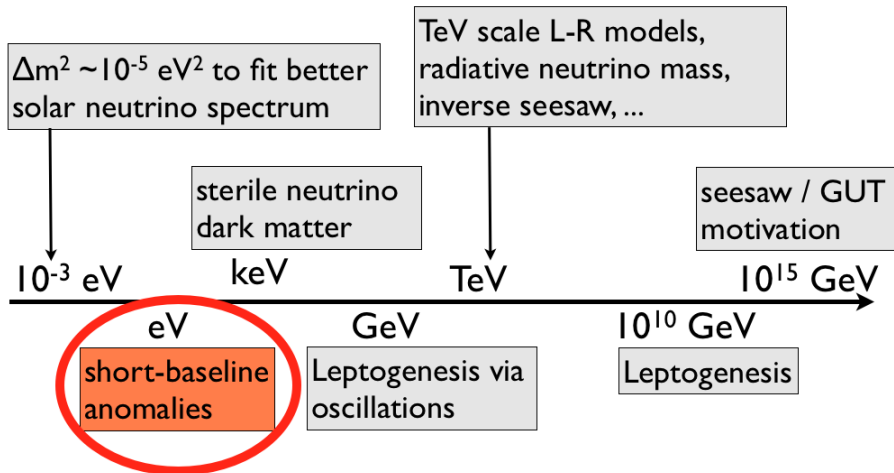 Δm² ~10⁻⁵ eV² to fit better
solar neutrino spectrum
TeV scale L-R models,
radiative neutrino mass,
inverse seesaw, ...
sterile neutrino
dark matter
seesaw / GUT
motivation
10⁻³ eV
keV
TeV
10¹⁵ GeV
eV
GeV
10¹⁰ GeV
short-baseline
anomalies
Leptogenesis via
oscillations
Leptogenesis